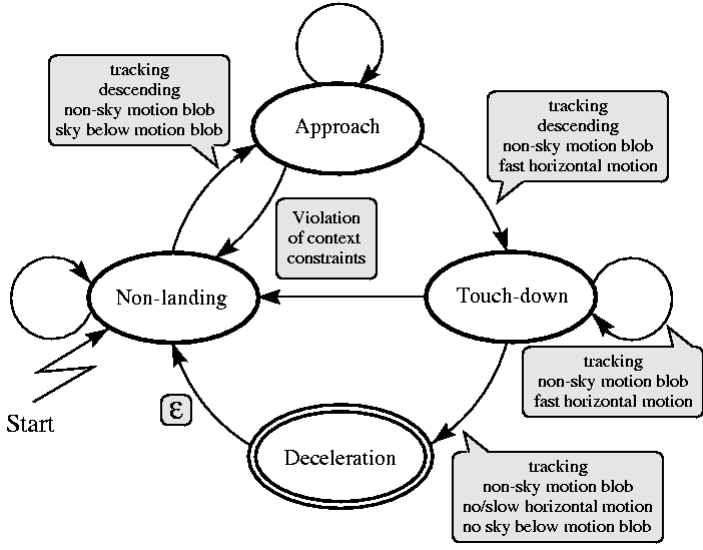 tracking
descending
non-sky motion blob
sky below motion blob
Approach
tracking
descending
non-sky motion blob
fast horizontal motion
Violation
of context
constraints
Non-landing
Touch-down
tracking
non-sky motion blob
fast horizontal motion
Start
ε
Deceleration
tracking
non-sky motion blob
no/slow horizontal motion
no sky below motion blob